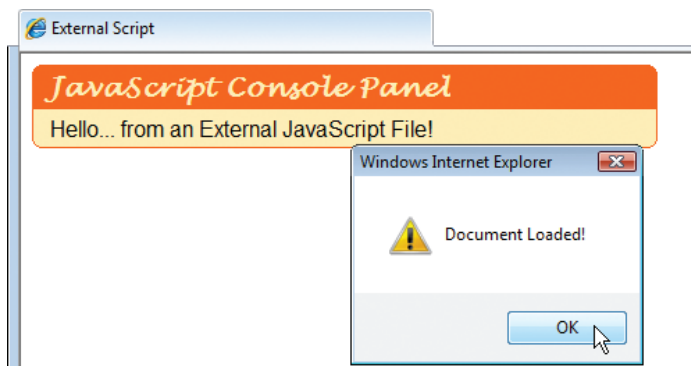 External Script
JavaScript Console Panel
Hello... from an External JavaScript File!
Windows Internet Explorer
Document Loaded!
OK